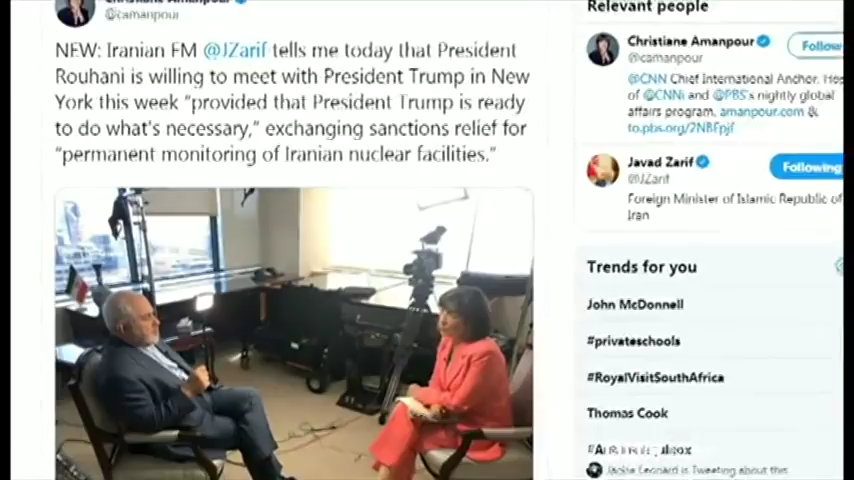 Christiane Amanpour
@camanpour
NEW: Iranian FM @JZarif tells me today that President
Rouhani is willing to meet with President Trump in New
York this week “provided that President Trump is ready
to do what's necessary,” exchanging sanctions relief for
“permanent monitoring of Iranian nuclear facilities.”
Relevant people
Christiane Amanpour
Follow
@camanpour
@CNN Chief International Anchor. Hos
of @CNNi and @PBS's nightly global
affairs program. amanpour.com &
to.pbs.org/2NBFpjf
Javad Zarif
Following
@JZarif
Foreign Minister of Islamic Republic of
Iran
Trends for you
John McDonnell
#privateschools
#RoyalVisitSouthAfrica
Thomas Cook
Jackie Leonard is Tweeting about this